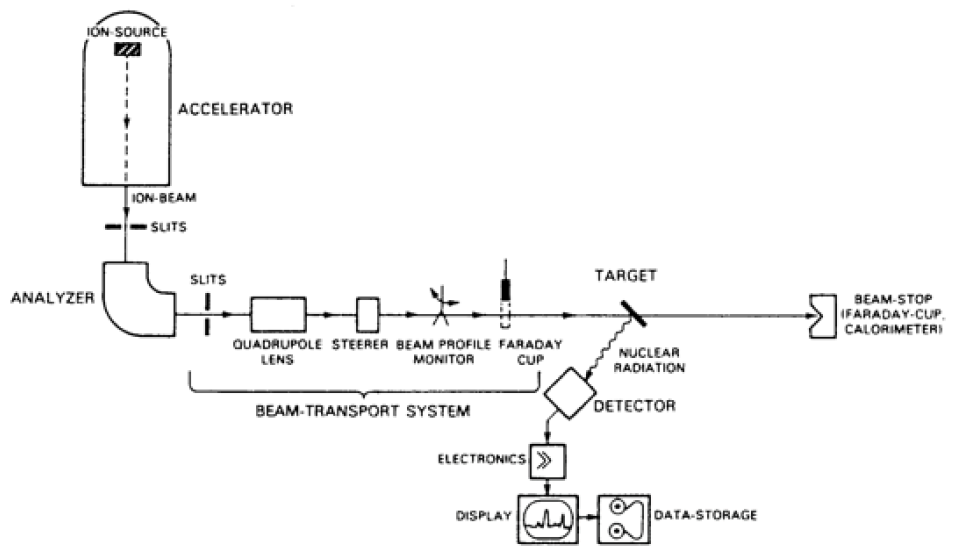 ION-SOURCE
ACCELERATOR
ION-BEAM
SLITS
ANALYZER
SLITS
QUADRUPOLE
LENS
STEERER
BEAM PROFILE
MONITOR
FARADAY
CUP
BEAM-TRANSPORT SYSTEM
TARGET
BEAM-STOP
(FARADAY-CUP,
CALORIMETER)
NUCLEAR
RADIATION
DETECTOR
ELECTRONICS
DISPLAY
DATA-STORAGE